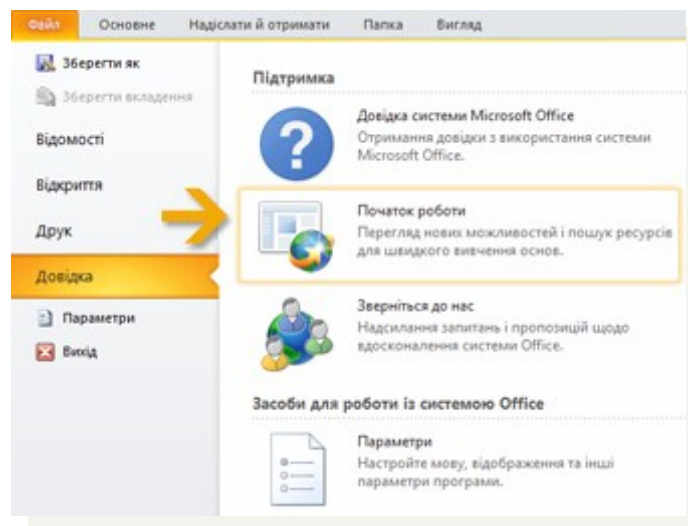 Файл Основне Надіслати й отримати Папка Вигляд
Зберегти як
Зберегти вкладення
Відомості
Відкриття
Друк
Довідка
Параметри
Вихід
Підтримка
Довідка системи Microsoft Office
Отримання довідки з використання системи
Microsoft Office.
Початок роботи
Перегляд нових можливостей і пошук ресурсів
для швидкого вивчення основ.
Зверніться до нас
Надсилання запитань і пропозицій щодо
вдосконалення системи Office.
Засоби для роботи із системою Office
Параметри
Настройте мову, відображення та інші
параметри програми.